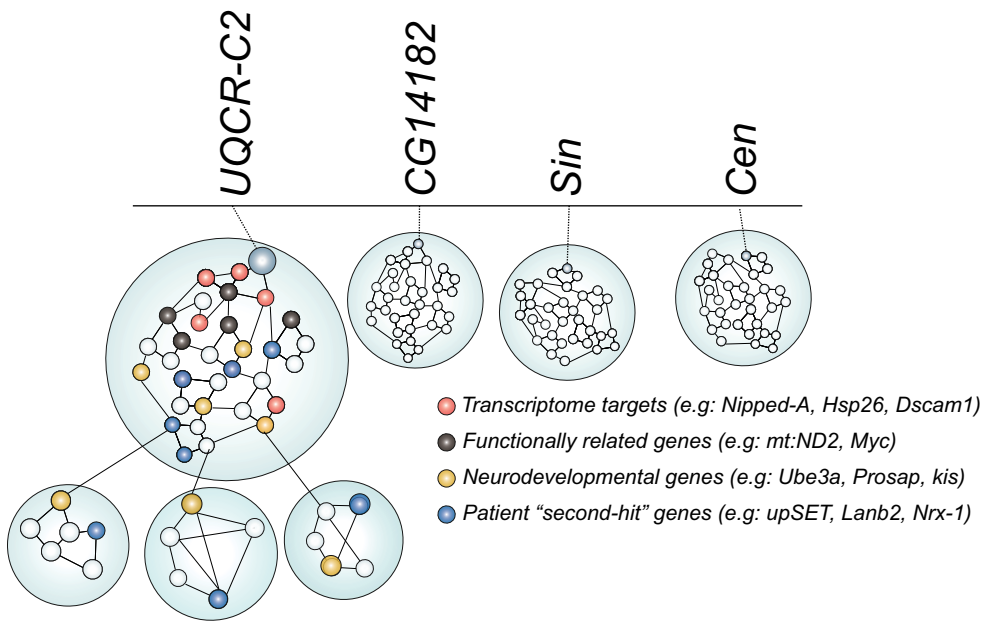 UQCR-C2
CG14182
Sin
Cen
Transcriptome targets (e.g: Nipped-A, Hsp26, Dscam1)
Functionally related genes (e.g: mt:ND2, Myc)
Neurodevelopmental genes (e.g: Ube3a, Prosap, kis)
Patient “second-hit” genes (e.g: upSET, Lanb2, Nrx-1)